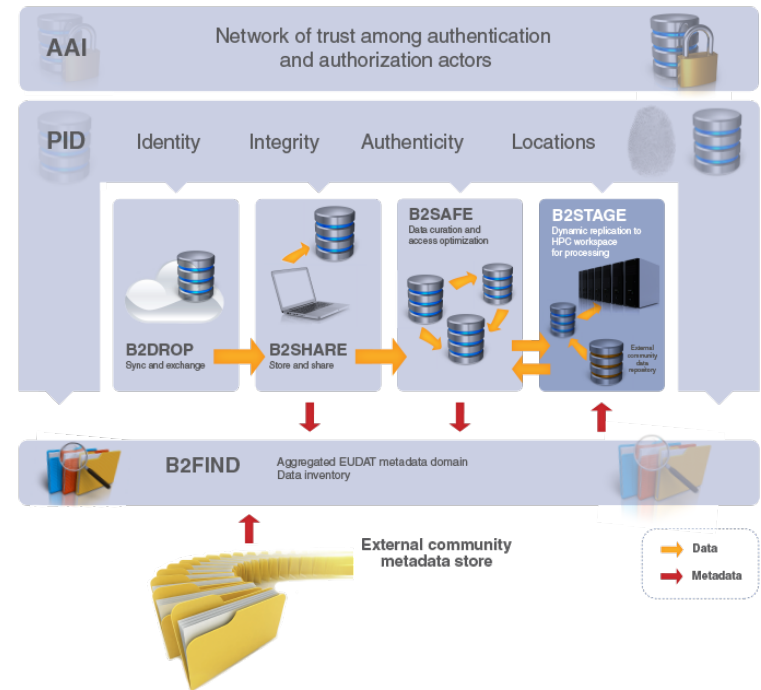 AAI
Network of trust among authentication
and authorization actors
PID
Identity
Integrity
Authenticity
Locations
B2DROP
Sync and exchange
B2SHARE
Store and share
B2SAFE
Data curation and
access optimization
B2STAGE
Dynamic replication to
HPC workspace
for processing
External
community
data
repository
B2FIND
Aggregated EUDAT metadata domain
Data inventory
External community
metadata store
Data
Metadata